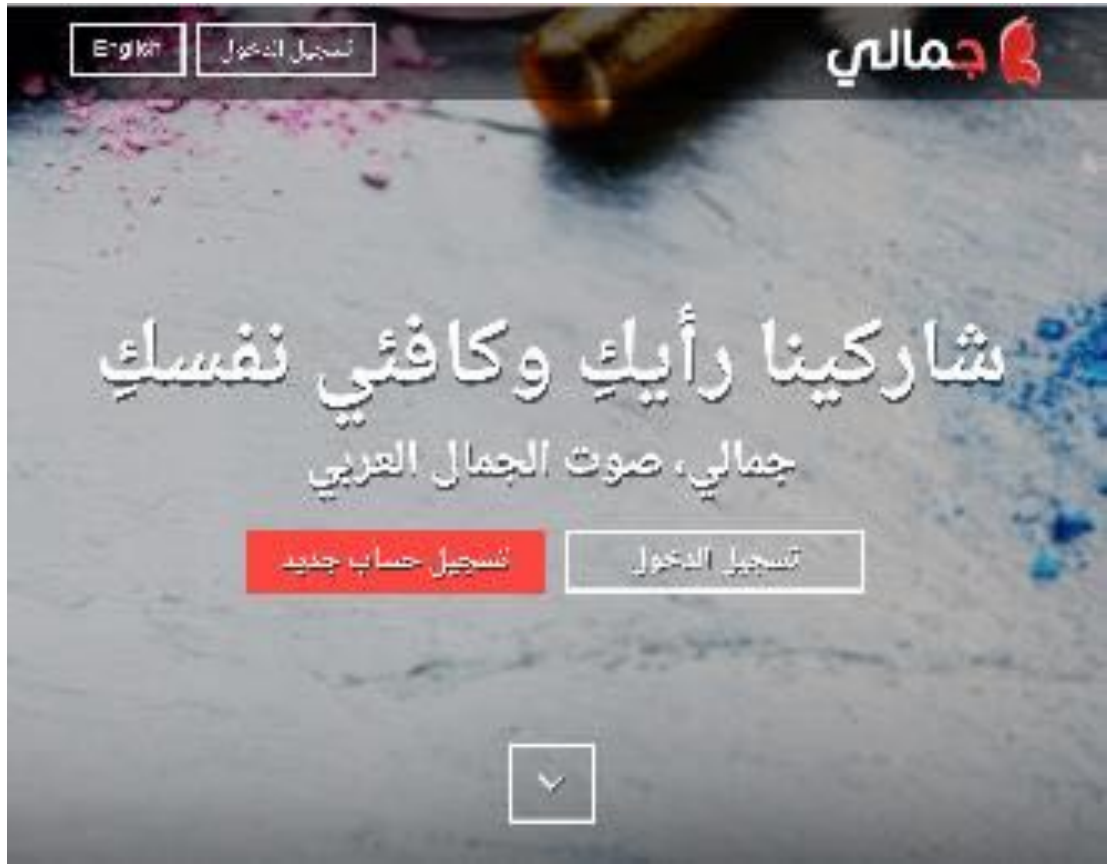 جمالي
تسجيل الدخول
English
شاركينا رأيكِ وكافئي نفسكِ
جمالي، صوت الجمال العربي
تسجيل الدخول
تسجيل حساب جديد